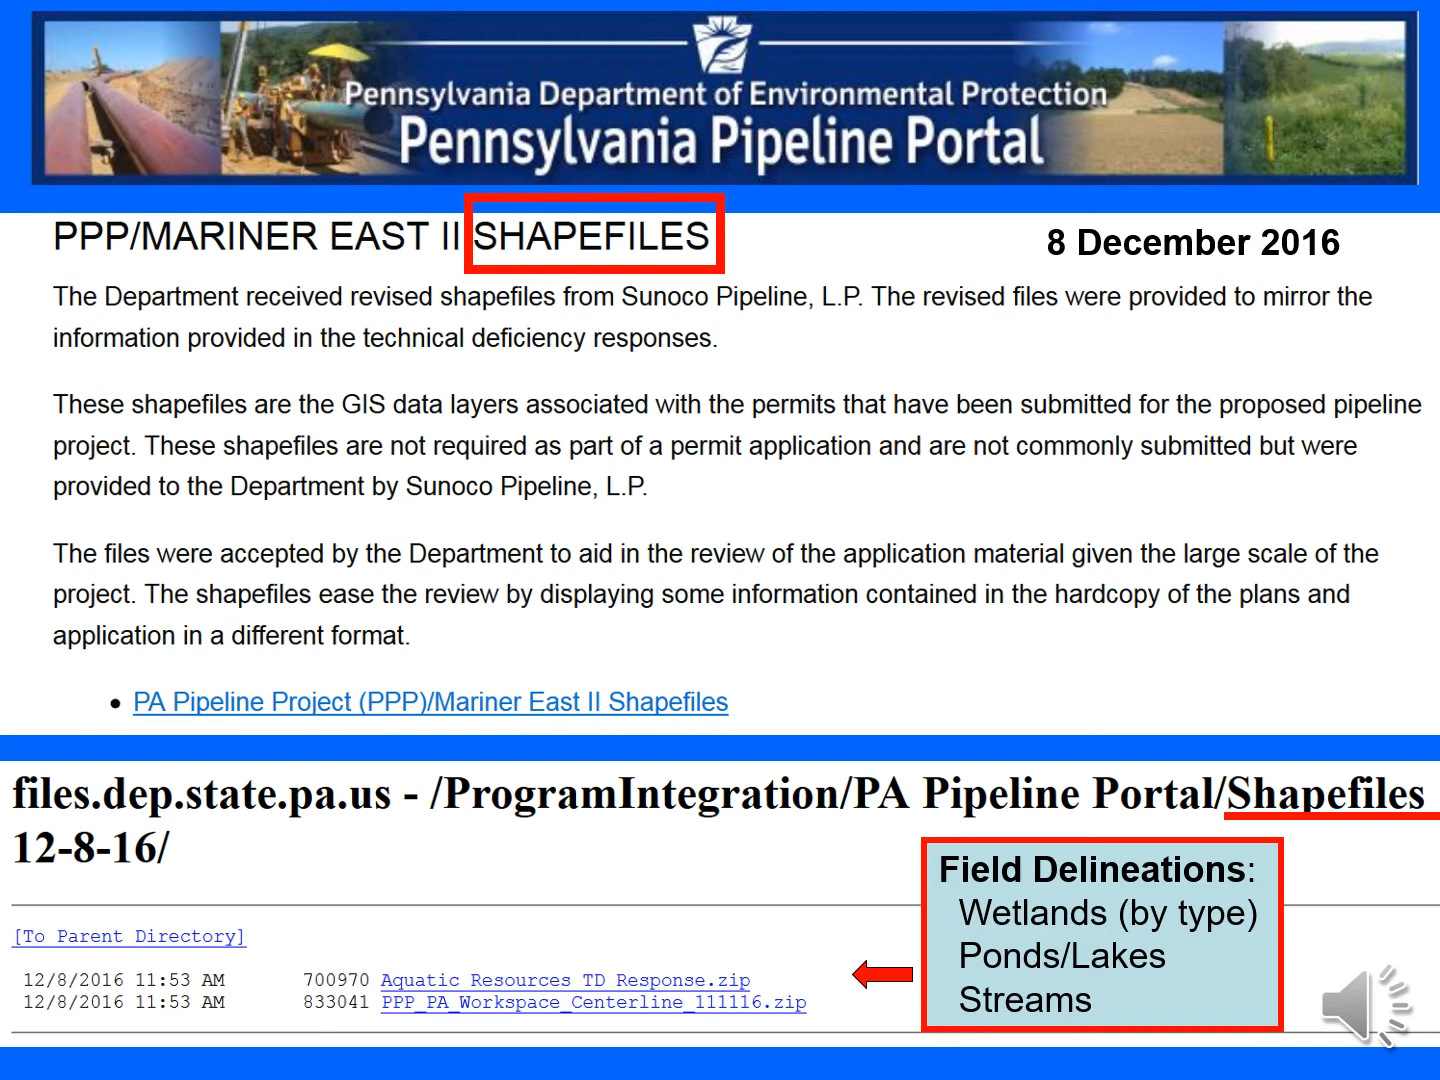 Pennsylvania Department of Environmental Protection
Pennsylvania Pipeline Portal
PPP/MARINER EAST II SHAPEFILES
8 December 2016
The Department received revised shapefiles from Sunoco Pipeline, L.P. The revised files were provided to mirror the
information provided in the technical deficiency responses.
These shapefiles are the GIS data layers associated with the permits that have been submitted for the proposed pipeline
project. These shapefiles are not required as part of a permit application and are not commonly submitted but were
provided to the Department by Sunoco Pipeline, L.P.
The files were accepted by the Department to aid in the review of the application material given the large scale of the
project. The shapefiles ease the review by displaying some information contained in the hardcopy of the plans and
application in a different format.
• PA Pipeline Project (PPP)/Mariner East II Shapefiles
files.dep.state.pa.us - /ProgramIntegration/PA Pipeline Portal/Shapefiles
12-8-16/
[To Parent Directory]
12/8/2016 11:53 AM 700970 Aquatic Resources TD Response.zip
12/8/2016 11:53 AM 833041 PPP_PA_Workspace_Centerline_111116.zip
Field Delineations:
Wetlands (by type)
Ponds/Lakes
Streams